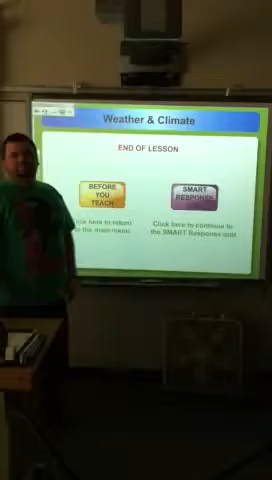 Weather & Climate
END OF LESSON
BEFORE
YOU
TEACH
SMART
RESPONSE
Click here to return
to the main menu
Click here to continue to
the SMART Response quiz